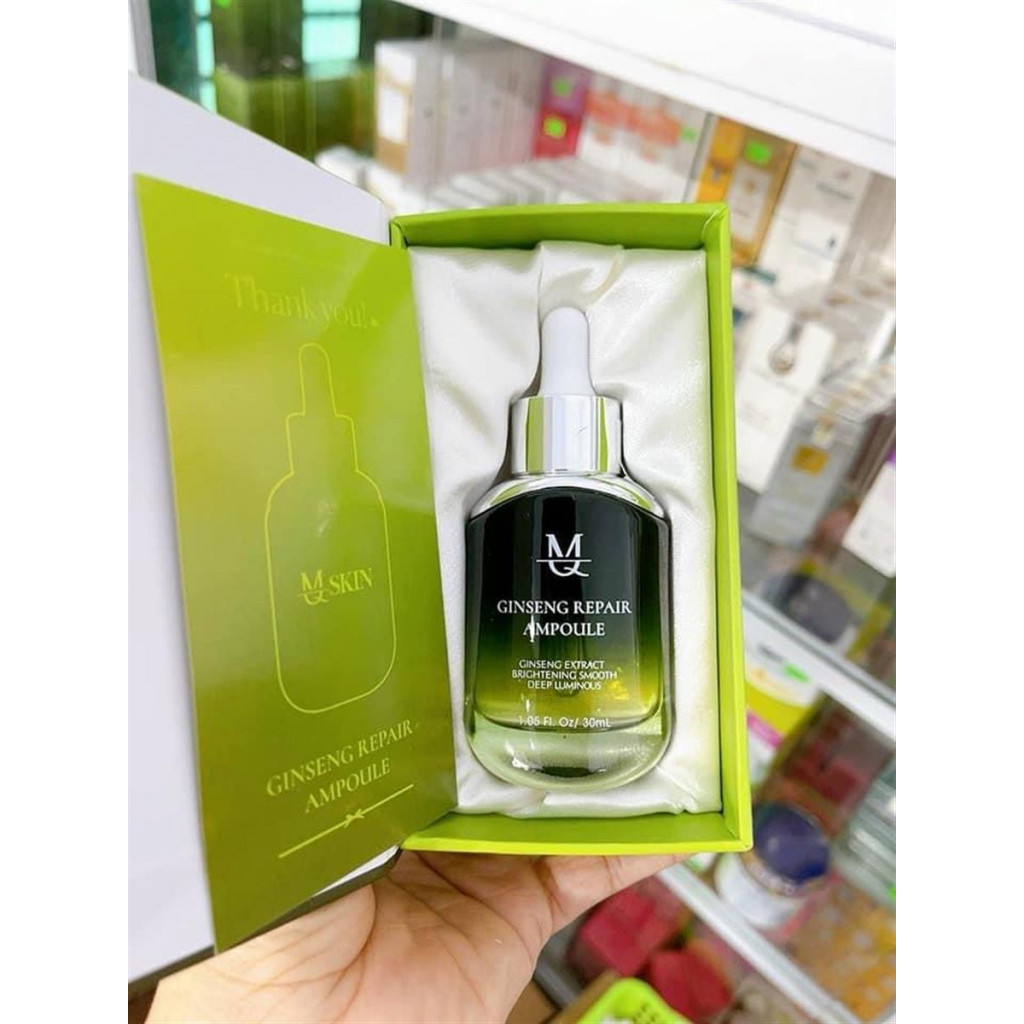 Thank you!
MQ SKIN
GINSENG REPAIR
AMPOULE
MQ
GINSENG REPAIR
AMPOULE
GINSENG EXTRACT
BRIGHTENING SMOOTH
DEEP LUMINOUS
1.05 Fl. Oz/ 30mL